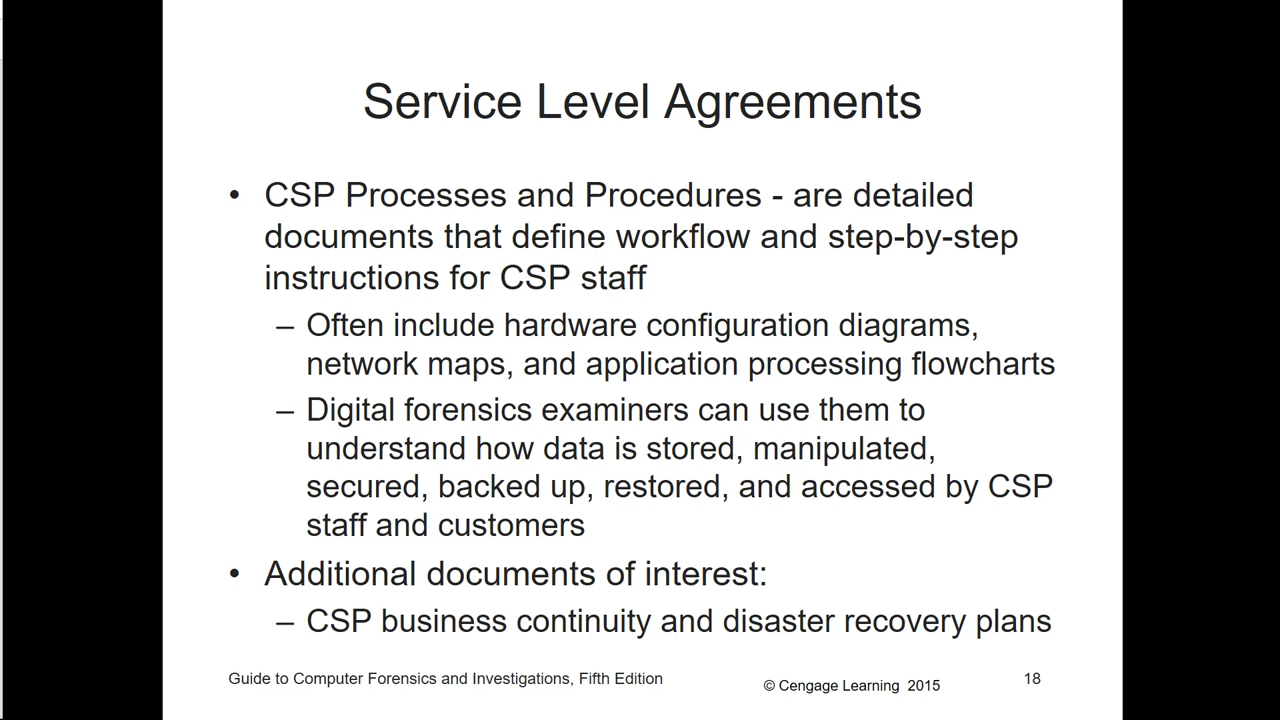 Service Level Agreements
• CSP Processes and Procedures - are detailed
documents that define workflow and step-by-step
instructions for CSP staff
– Often include hardware configuration diagrams,
network maps, and application processing flowcharts
– Digital forensics examiners can use them to
understand how data is stored, manipulated,
secured, backed up, restored, and accessed by CSP
staff and customers
• Additional documents of interest:
– CSP business continuity and disaster recovery plans
Guide to Computer Forensics and Investigations, Fifth Edition
© Cengage Learning 2015
18